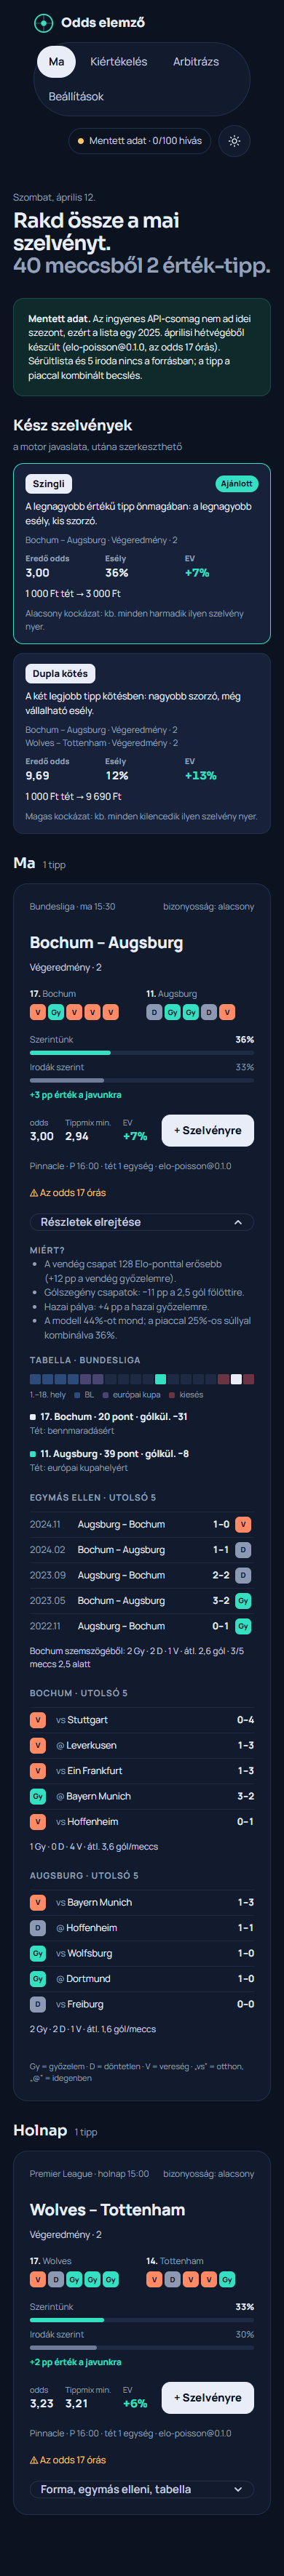 Odds elemző
Ma Kiértékelés Arbitrázs
Beállítások
Mentett adat · 0/100 hívás
Szombat, április 12.
Rakd össze a mai
szelvényt.
40 meccsből 2 érték-tipp.
Mentett adat. Az ingyenes API-csomag nem ad idei
szezont, ezért a lista egy 2025. áprilisi hétvégéből
készült (elo-poisson@0.1.0, az odds 17 órás).
Sérültlista és 5 iroda nincs a forrásban; a tipp a
piaccal kombinált becslés.
Kész szelvények
a motor javaslata, utána szerkeszthető
Szingli Ajánlott
A legnagyobb értékű tipp önmagában: a legnagyobb
esély, kis szorzó.
Bochum – Augsburg · Végeredmény · 2
Eredő odds Esély EV
3,00 36% +7%
1 000 Ft tét → 3 000 Ft
Alacsony kockázat: kb. minden harmadik ilyen szelvény
nyer.
Dupla kötés
A két legjobb tipp kötésben: nagyobb szorzó, még
vállalható esély.
Bochum – Augsburg · Végeredmény · 2
Wolves – Tottenham · Végeredmény · 2
Eredő odds Esély EV
9,69 12% +13%
1 000 Ft tét → 9 690 Ft
Magas kockázat: kb. minden kilencedik ilyen szelvény nyer.
Ma 1 tipp
Bundesliga · ma 15:30 bizonyosság: alacsony
Bochum – Augsburg
Végeredmény · 2
17. Bochum 11. Augsburg
V Gy V V V D Gy Gy D V
Szerintünk 36%
Irodák szerint 33%
+3 pp érték a javunkra
odds Tippmix min. EV
3,00 2,94 +7% + Szelvényre
Pinnacle · P 16:00 · tét 1 egység · elo-poisson@0.1.0
⚠ Az odds 17 órás
Részletek elrejtése
MIÉRT?
• A vendég csapat 128 Elo-ponttal erősebb
(+12 pp a vendég győzelemre).
• Gólszegény csapatok: −11 pp a 2,5 gól fölöttire.
• Hazai pálya: +4 pp a hazai győzelemre.
• A modell 44%-ot mond; a piaccal 25%-os súllyal
kombinálva 36%.
TABELLA · BUNDESLIGA
1.–18. hely BL európai kupa kiesés
17. Bochum · 20 pont · gólkül. −31
Tét: bennmaradásért
11. Augsburg · 39 pont · gólkül. −8
Tét: európai kupahelyért
EGYMÁS ELLEN · UTOLSÓ 5
2024.11 Augsburg – Bochum 1–0 V
2024.02 Bochum – Augsburg 1–1 D
2023.09 Augsburg – Bochum 2–2 D
2023.05 Bochum – Augsburg 3–2 Gy
2022.11 Augsburg – Bochum 0–1 Gy
Bochum szemszögéből: 2 Gy · 2 D · 1 V · átl. 2,6 gól · 3/5
meccs 2,5 alatt
BOCHUM · UTOLSÓ 5
V vs Stuttgart 0–4
V @ Leverkusen 1–3
V vs Ein Frankfurt 1–3
Gy @ Bayern Munich 3–2
V vs Hoffenheim 0–1
1 Gy · 0 D · 4 V · átl. 3,6 gól/meccs
AUGSBURG · UTOLSÓ 5
V vs Bayern Munich 1–3
D @ Hoffenheim 1–1
Gy vs Wolfsburg 1–0
Gy @ Dortmund 1–0
D vs Freiburg 0–0
2 Gy · 2 D · 1 V · átl. 1,6 gól/meccs
Gy = győzelem · D = döntetlen · V = vereség · „vs” = otthon,
„@” = idegenben
Holnap 1 tipp
Premier League · holnap 15:00 bizonyosság: alacsony
Wolves – Tottenham
Végeredmény · 2
17. Wolves 14. Tottenham
V D Gy Gy Gy V D V V Gy
Szerintünk 33%
Irodák szerint 30%
+2 pp érték a javunkra
odds Tippmix min. EV
3,23 3,21 +6% + Szelvényre
Pinnacle · P 16:00 · tét 1 egység · elo-poisson@0.1.0
⚠ Az odds 17 órás
Forma, egymás elleni, tabella